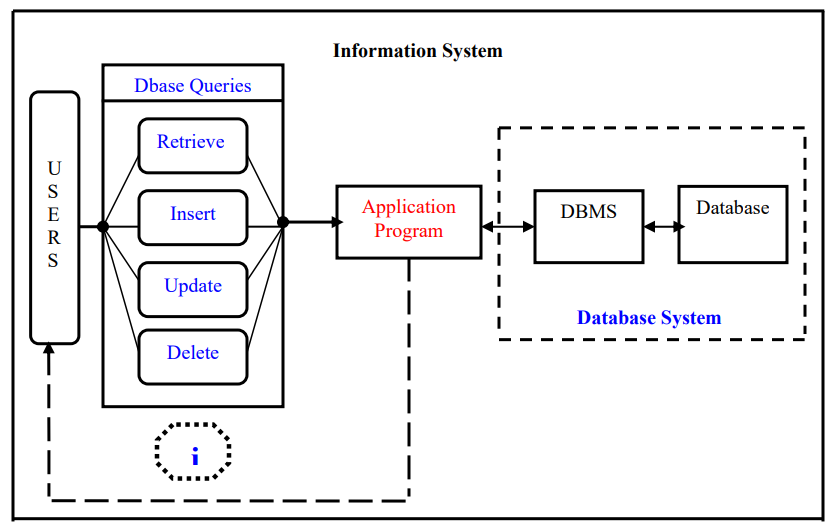 Information System
Dbase Queries
U
S
E
R
S
Retrieve
Insert
Update
Delete
Application
Program
DBMS
Database
Database System
i